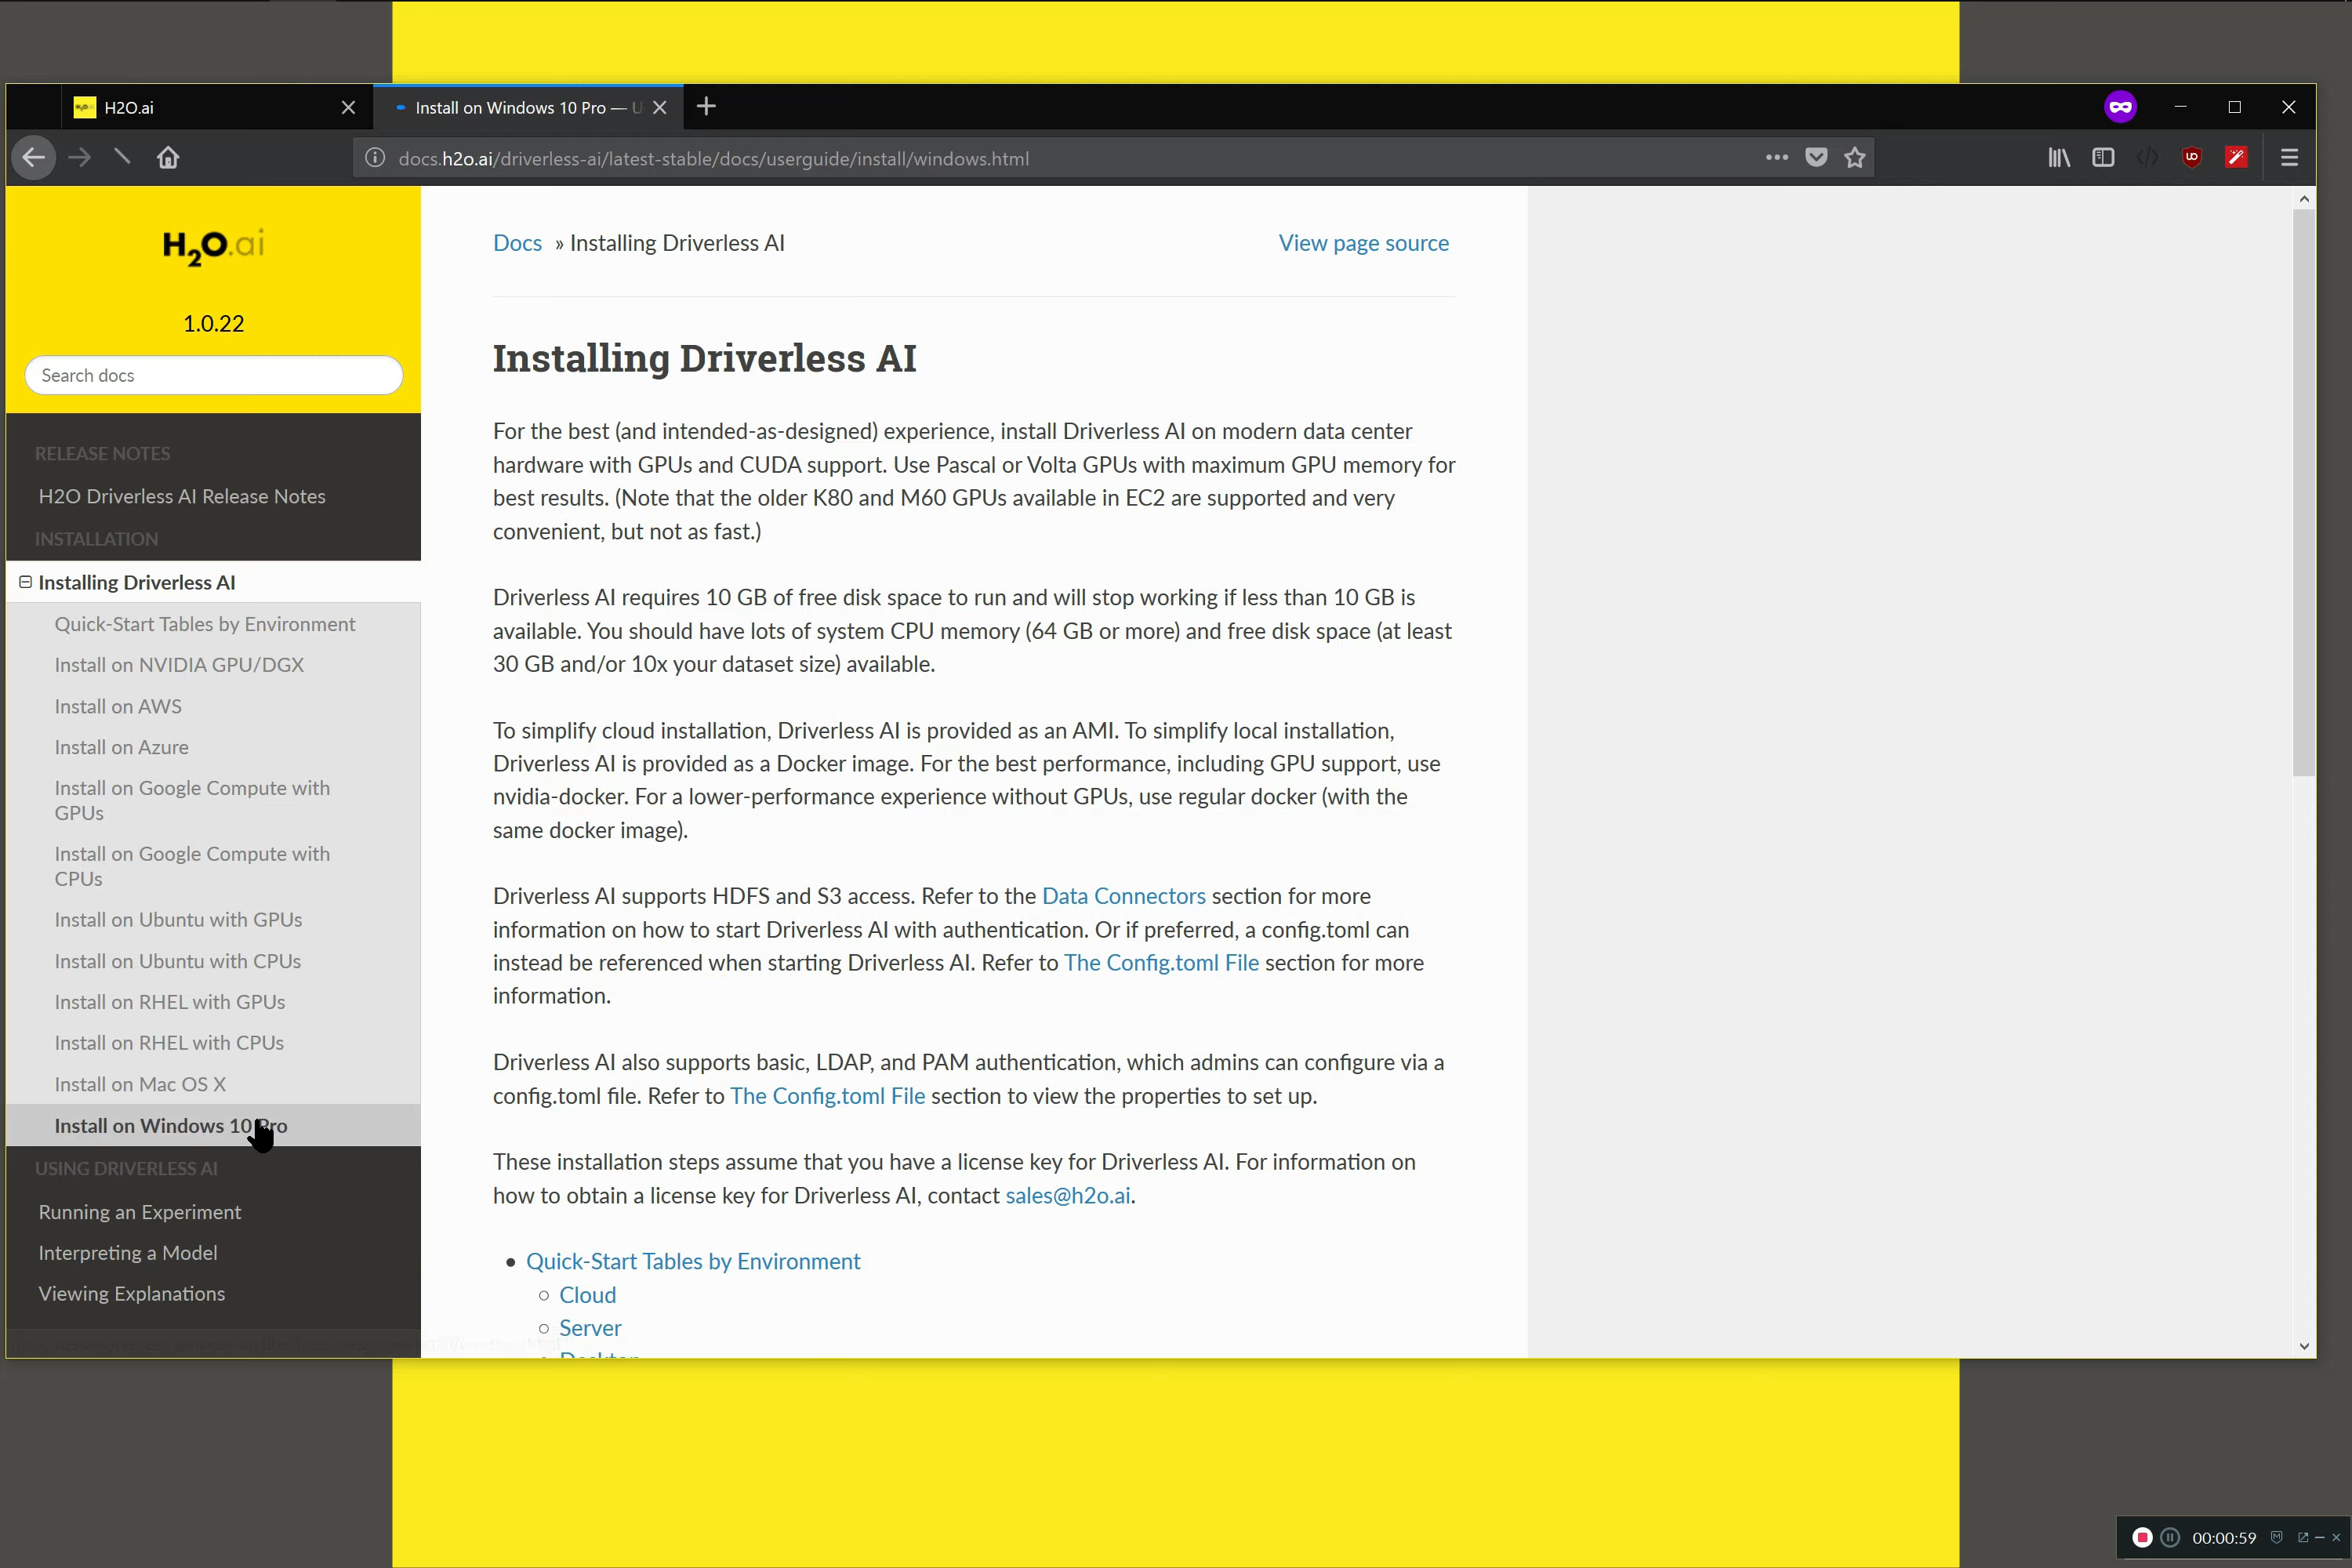 H2O.ai
Install on Windows 10 Pro — U
docs.h2o.ai/driverless-ai/latest-stable/docs/userguide/install/windows.html
H2O.ai
1.0.22
Search docs
RELEASE NOTES
H2O Driverless AI Release Notes
INSTALLATION
Installing Driverless AI
Quick-Start Tables by Environment
Install on NVIDIA GPU/DGX
Install on AWS
Install on Azure
Install on Google Compute with
GPUs
Install on Google Compute with
CPUs
Install on Ubuntu with GPUs
Install on Ubuntu with CPUs
Install on RHEL with GPUs
Install on RHEL with CPUs
Install on Mac OS X
Install on Windows 10 Pro
USING DRIVERLESS AI
Running an Experiment
Interpreting a Model
Viewing Explanations
Docs » Installing Driverless AI
View page source
Installing Driverless AI
For the best (and intended-as-designed) experience, install Driverless AI on modern data center
hardware with GPUs and CUDA support. Use Pascal or Volta GPUs with maximum GPU memory for
best results. (Note that the older K80 and M60 GPUs available in EC2 are supported and very
convenient, but not as fast.)
Driverless AI requires 10 GB of free disk space to run and will stop working if less than 10 GB is
available. You should have lots of system CPU memory (64 GB or more) and free disk space (at least
30 GB and/or 10x your dataset size) available.
To simplify cloud installation, Driverless AI is provided as an AMI. To simplify local installation,
Driverless AI is provided as a Docker image. For the best performance, including GPU support, use
nvidia-docker. For a lower-performance experience without GPUs, use regular docker (with the
same docker image).
Driverless AI supports HDFS and S3 access. Refer to the Data Connectors section for more
information on how to start Driverless AI with authentication. Or if preferred, a config.toml can
instead be referenced when starting Driverless AI. Refer to The Config.toml File section for more
information.
Driverless AI also supports basic, LDAP, and PAM authentication, which admins can configure via a
config.toml file. Refer to The Config.toml File section to view the properties to set up.
These installation steps assume that you have a license key for Driverless AI. For information on
how to obtain a license key for Driverless AI, contact sales@h2o.ai.
• Quick-Start Tables by Environment
○ Cloud
○ Server
○ Desktop
00:00:59